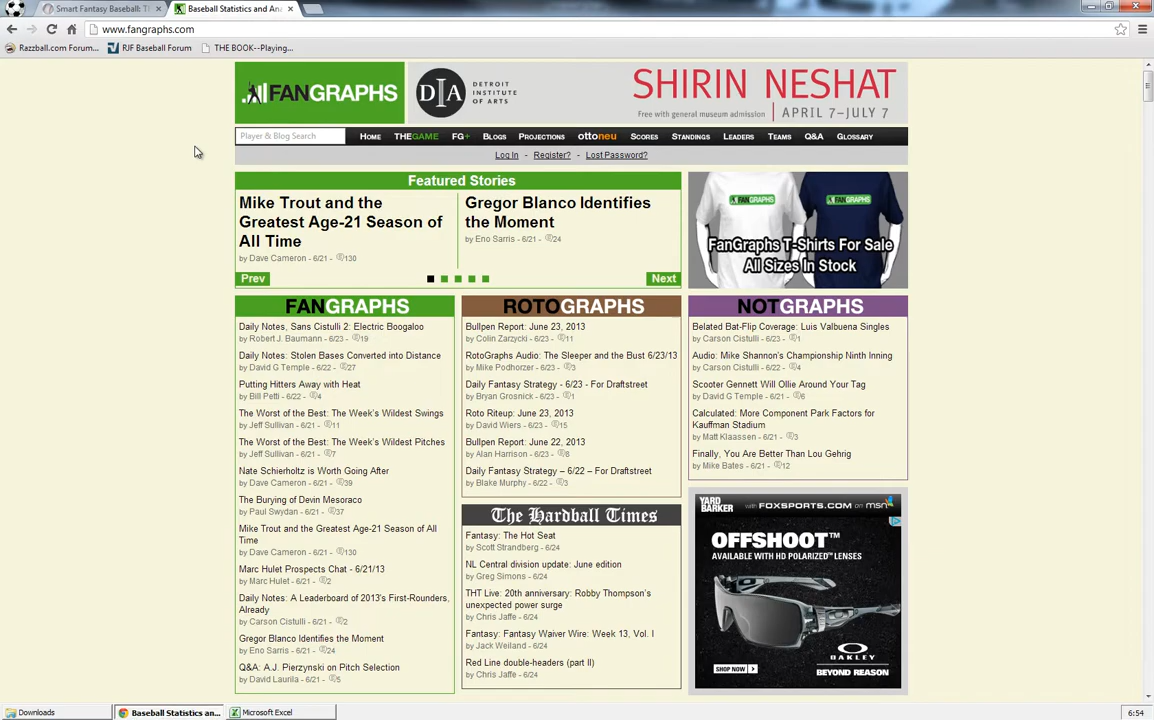 Smart Fantasy Baseball: Th
Baseball Statistics and Ana
www.fangraphs.com
Razzball.com Forum...
RJF Baseball Forum
THE BOOK--Playing...
FANGRAPHS
DIA
DETROIT
INSTITUTE
OF ARTS
SHIRIN NESHAT
Free with general museum admission
APRIL 7-JULY 7
Player & Blog Search
HOME
THEGAME
FG+
BLOGS
PROJECTIONS
ottoneu
SCORES
STANDINGS
LEADERS
TEAMS
Q&A
GLOSSARY
Log In - Register? - Lost Password?
Featured Stories
Mike Trout and the
Greatest Age-21 Season of
All Time
by Dave Cameron - 6/21 - 130
Gregor Blanco Identifies
the Moment
by Eno Sarris - 6/21 - 24
Prev
Next
FANGRAPHS
FANGRAPHS
FanGraphs T-Shirts For Sale
All Sizes In Stock
FANGRAPHS
Daily Notes, Sans Cistulli 2: Electric Boogaloo
by Robert J. Baumann - 6/23 - 19
Daily Notes: Stolen Bases Converted into Distance
by David G Temple - 6/22 - 27
Putting Hitters Away with Heat
by Bill Petti - 6/22 - 4
The Worst of the Best: The Week's Wildest Swings
by Jeff Sullivan - 6/21 - 11
The Worst of the Best: The Week's Wildest Pitches
by Jeff Sullivan - 6/21 - 7
Nate Schierholtz is Worth Going After
by Dave Cameron - 6/21 - 39
The Burying of Devin Mesoraco
by Paul Swydan - 6/21 - 37
Mike Trout and the Greatest Age-21 Season of All
Time
by Dave Cameron - 6/21 - 130
Marc Hulet Prospects Chat - 6/21/13
by Marc Hulet - 6/21 - 2
Daily Notes: A Leaderboard of 2013's First-Rounders,
Already
by Carson Cistulli - 6/21 - 2
Gregor Blanco Identifies the Moment
by Eno Sarris - 6/21 - 24
Q&A: A.J. Pierzynski on Pitch Selection
by David Laurila - 6/21 - 5
ROTOGRAPHS
Bullpen Report: June 23, 2013
by Colin Zarzycki - 6/23 - 11
RotoGraphs Audio: The Sleeper and the Bust 6/23/13
by Mike Podhorzer - 6/23 - 3
Daily Fantasy Strategy - 6/23 - For Draftstreet
by Bryan Grosnick - 6/23 - 1
Roto Riteup: June 23, 2013
by David Wiers - 6/23 - 15
Bullpen Report: June 22, 2013
by Alan Harrison - 6/23 - 8
Daily Fantasy Strategy – 6/22 – For Draftstreet
by Blake Murphy - 6/22 - 3
The Hardball Times
Fantasy: The Hot Seat
by Scott Strandberg - 6/24
NL Central division update: June edition
by Greg Simons - 6/24
THT Live: 20th anniversary: Robby Thompson's
unexpected power surge
by Chris Jaffe - 6/24
Fantasy: Fantasy Waiver Wire: Week 13, Vol. I
by Jack Weiland - 6/24
Red Line double-headers (part II)
by Chris Jaffe - 6/24
NOTGRAPHS
Belated Bat-Flip Coverage: Luis Valbuena Singles
by Carson Cistulli - 6/23 - 1
Audio: Mike Shannon's Championship Ninth Inning
by Carson Cistulli - 6/22 - 4
Scooter Gennett Will Ollie Around Your Tag
by David G Temple - 6/21 - 6
Calculated: More Component Park Factors for
Kauffman Stadium
by Matt Klaassen - 6/21 - 3
Finally, You Are Better Than Lou Gehrig
by Mike Bates - 6/21 - 12
YARD
BARKER
with FOXSPORTS.COM on msn
OFFSHOOT™
AVAILABLE WITH HD POLARIZED™ LENSES
SHOP NOW
OAKLEY
BEYOND REASON
Downloads
Baseball Statistics an...
Microsoft Excel
6:54